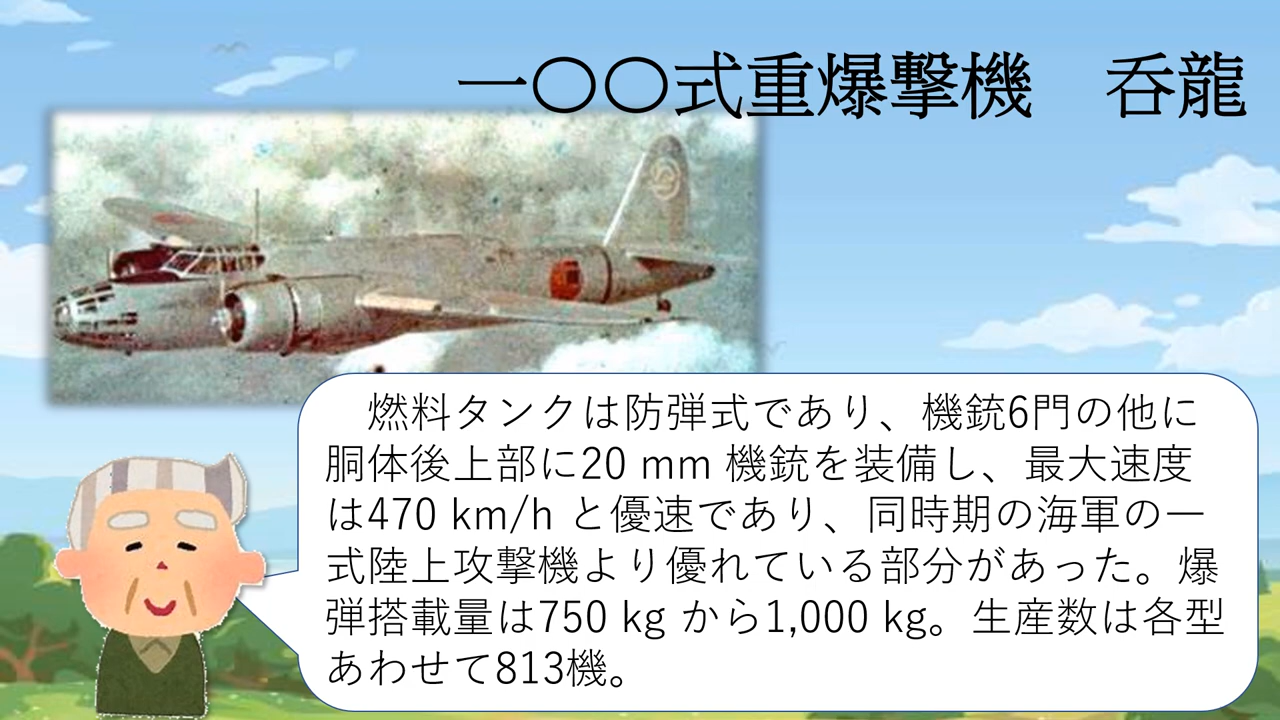 一〇〇式重爆撃機　呑龍
　燃料タンクは防弾式であり、機銃6門の他に
胴体後上部に20 mm 機銃を装備し、最大速度
は470 km/h と優速であり、同時期の海軍の一
式陸上攻撃機より優れている部分があった。爆
弾搭載量は750 kg から1,000 kg。生産数は各型
あわせて813機。